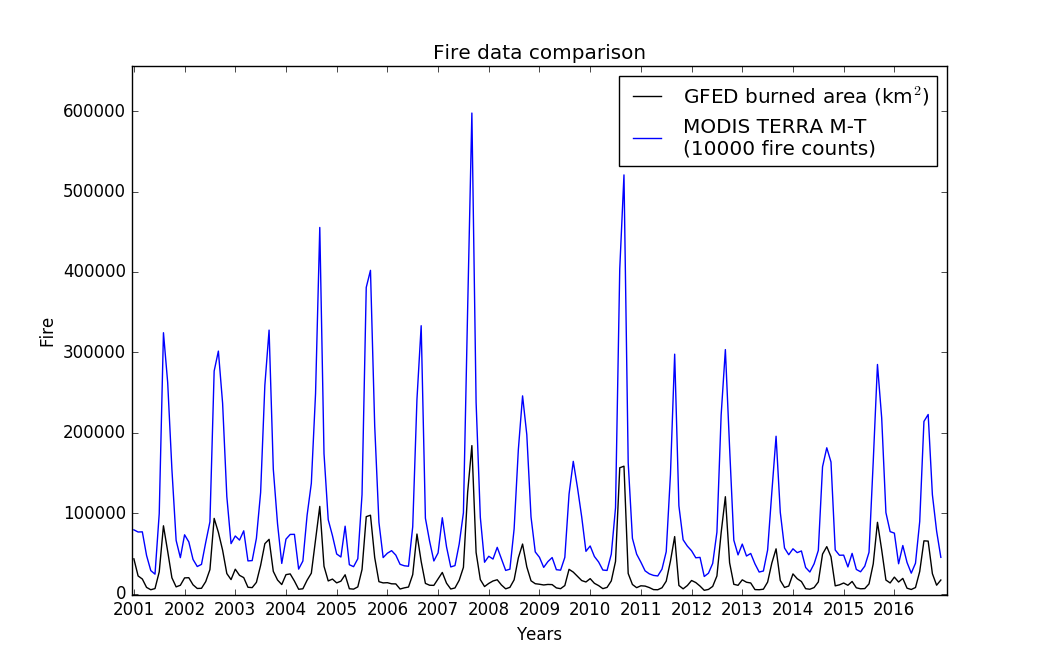 Fire data comparison
GFED burned area (km²)
MODIS TERRA M-T
(10000 fire counts)
600000
500000
400000
300000
200000
100000
0
Fire
2001 2002 2003 2004 2005 2006 2007 2008 2009 2010 2011 2012 2013 2014 2015 2016
Years